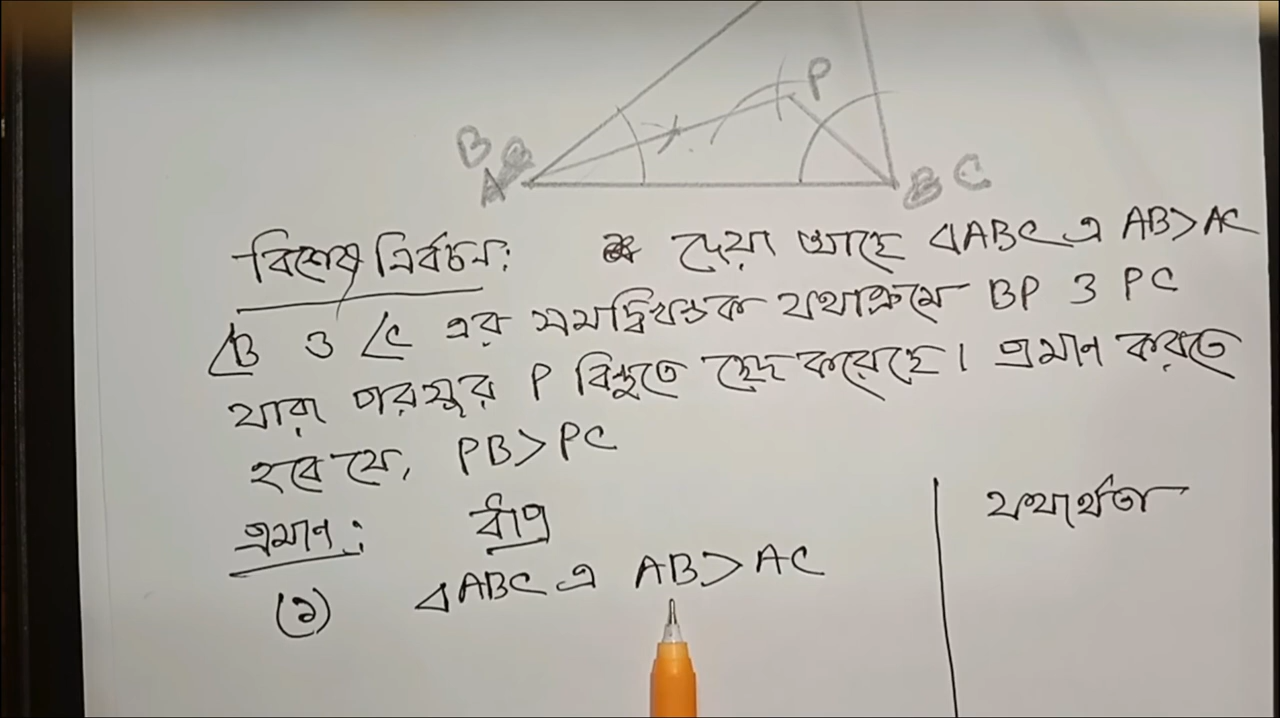 P
B
A
B C
বিশেষ নির্বচন: দেয়া আছে ∆ABC এ AB>AC
∠B ও ∠C এর সমদ্বিখন্ডক যথাক্রমে BP ও PC
যারা পরস্পর P বিন্দুতে ছেদ করেছে। প্রমান করতে
হবে যে, PB>PC
প্রমান: ধাপ যথার্থতা
(১) ∆ABC এ AB>AC